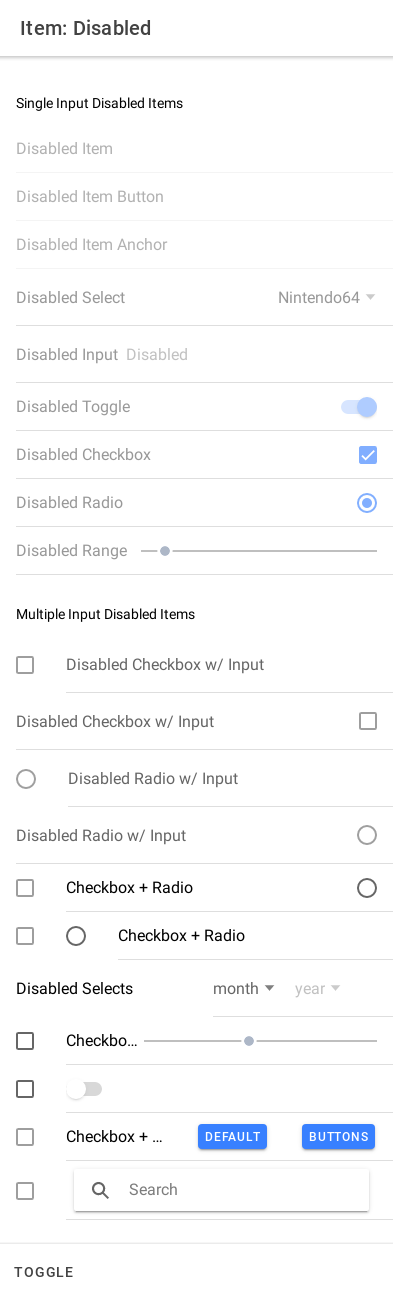 Item: Disabled
Single Input Disabled Items
Disabled Item
Disabled Item Button
Disabled Item Anchor
Disabled Select Nintendo64
Disabled Input Disabled
Disabled Toggle
Disabled Checkbox
Disabled Radio
Disabled Range
Multiple Input Disabled Items
Disabled Checkbox w/ Input
Disabled Checkbox w/ Input
Disabled Radio w/ Input
Disabled Radio w/ Input
Checkbox + Radio
Checkbox + Radio
Disabled Selects month year
Checkbo...
Checkbox + ... DEFAULT BUTTONS
Search
TOGGLE